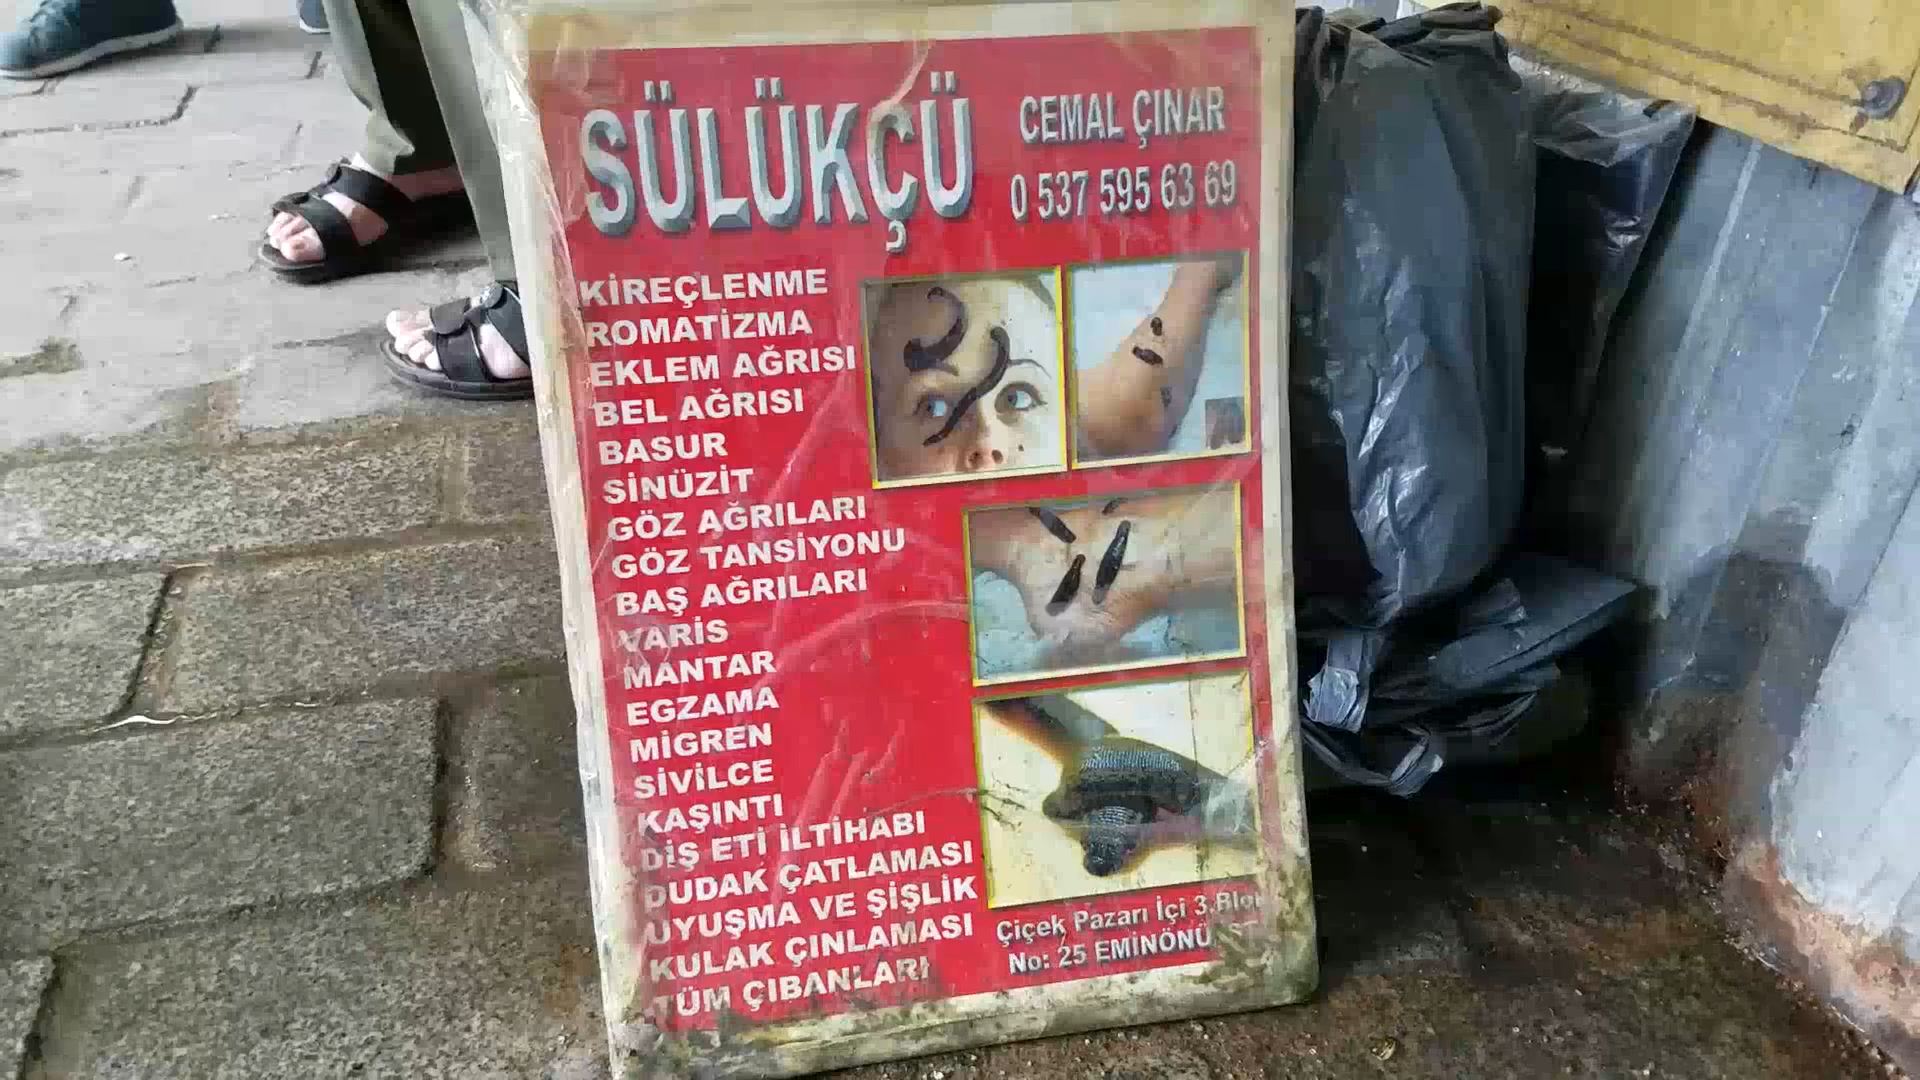 SÜLÜKÇÜ
CEMAL ÇINAR
0 537 595 63 69
KİREÇLENME
ROMATİZMA
EKLEM AĞRISI
BEL AĞRISI
BASUR
SİNÜZİT
GÖZ AĞRILARI
GÖZ TANSİYONU
BAŞ AĞRILARI
VARİS
MANTAR
EGZAMA
MİGREN
SİVİLCE
KAŞINTI
DİŞ ETİ İLTİHABI
DUDAK ÇATLAMASI
UYUŞMA VE ŞİŞLİK
KULAK ÇINLAMASI
TÜM ÇIBANLARI
Çiçek Pazarı İçi 3.Blok
No: 25 EMİNÖNÜ